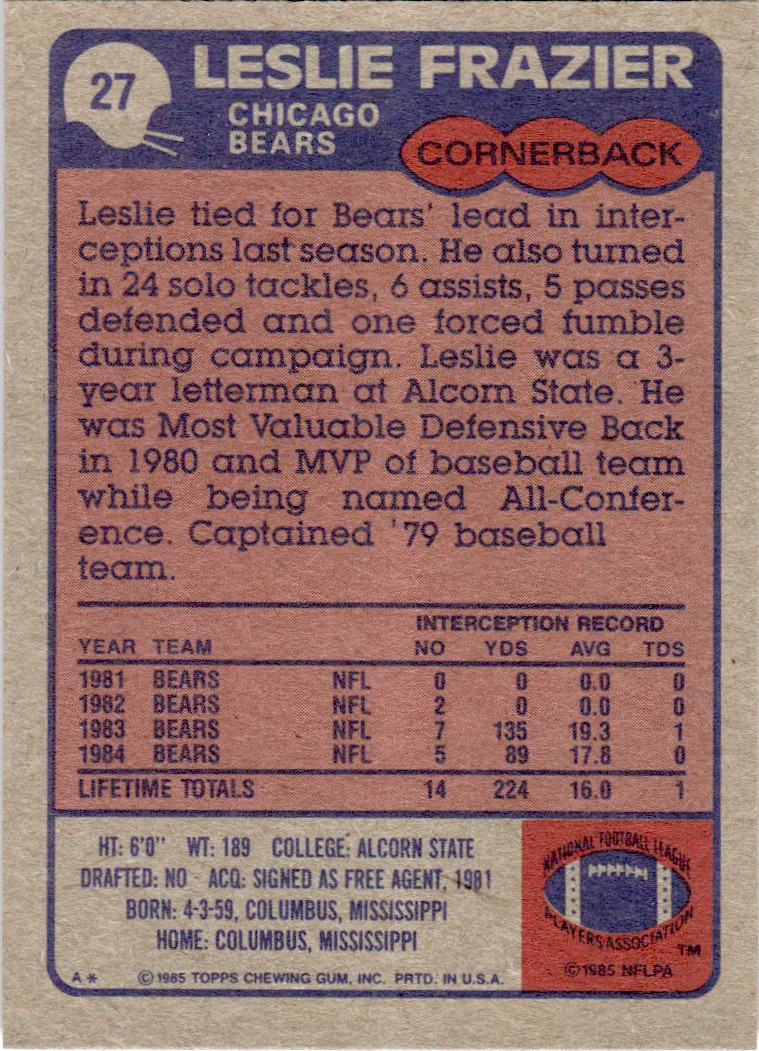 27
LESLIE FRAZIER
CHICAGO
BEARS
CORNERBACK
Leslie tied for Bears' lead in inter-
ceptions last season. He also turned
in 24 solo tackles, 6 assists, 5 passes
defended and one forced fumble
during campaign. Leslie was a 3-
year letterman at Alcorn State. He
was Most Valuable Defensive Back
in 1980 and MVP of baseball team
while being named All-Confer-
ence. Captained '79 baseball
team.
INTERCEPTION RECORD
YEAR TEAM NO YDS AVG TDS
1981 BEARS NFL 0 0 0.0 0
1982 BEARS NFL 2 0 0.0 0
1983 BEARS NFL 7 135 19.3 1
1984 BEARS NFL 5 89 17.8 0
LIFETIME TOTALS 14 224 16.0 1
HT: 6'0" WT: 189 COLLEGE: ALCORN STATE
DRAFTED: NO ACQ: SIGNED AS FREE AGENT, 1981
BORN: 4-3-59, COLUMBUS, MISSISSIPPI
HOME: COLUMBUS, MISSISSIPPI
A* ©1985 TOPPS CHEWING GUM, INC. PRTD. IN U.S.A.
NATIONAL FOOTBALL LEAGUE
PLAYERS ASSOCIATION
TM
©1985 NFLPA